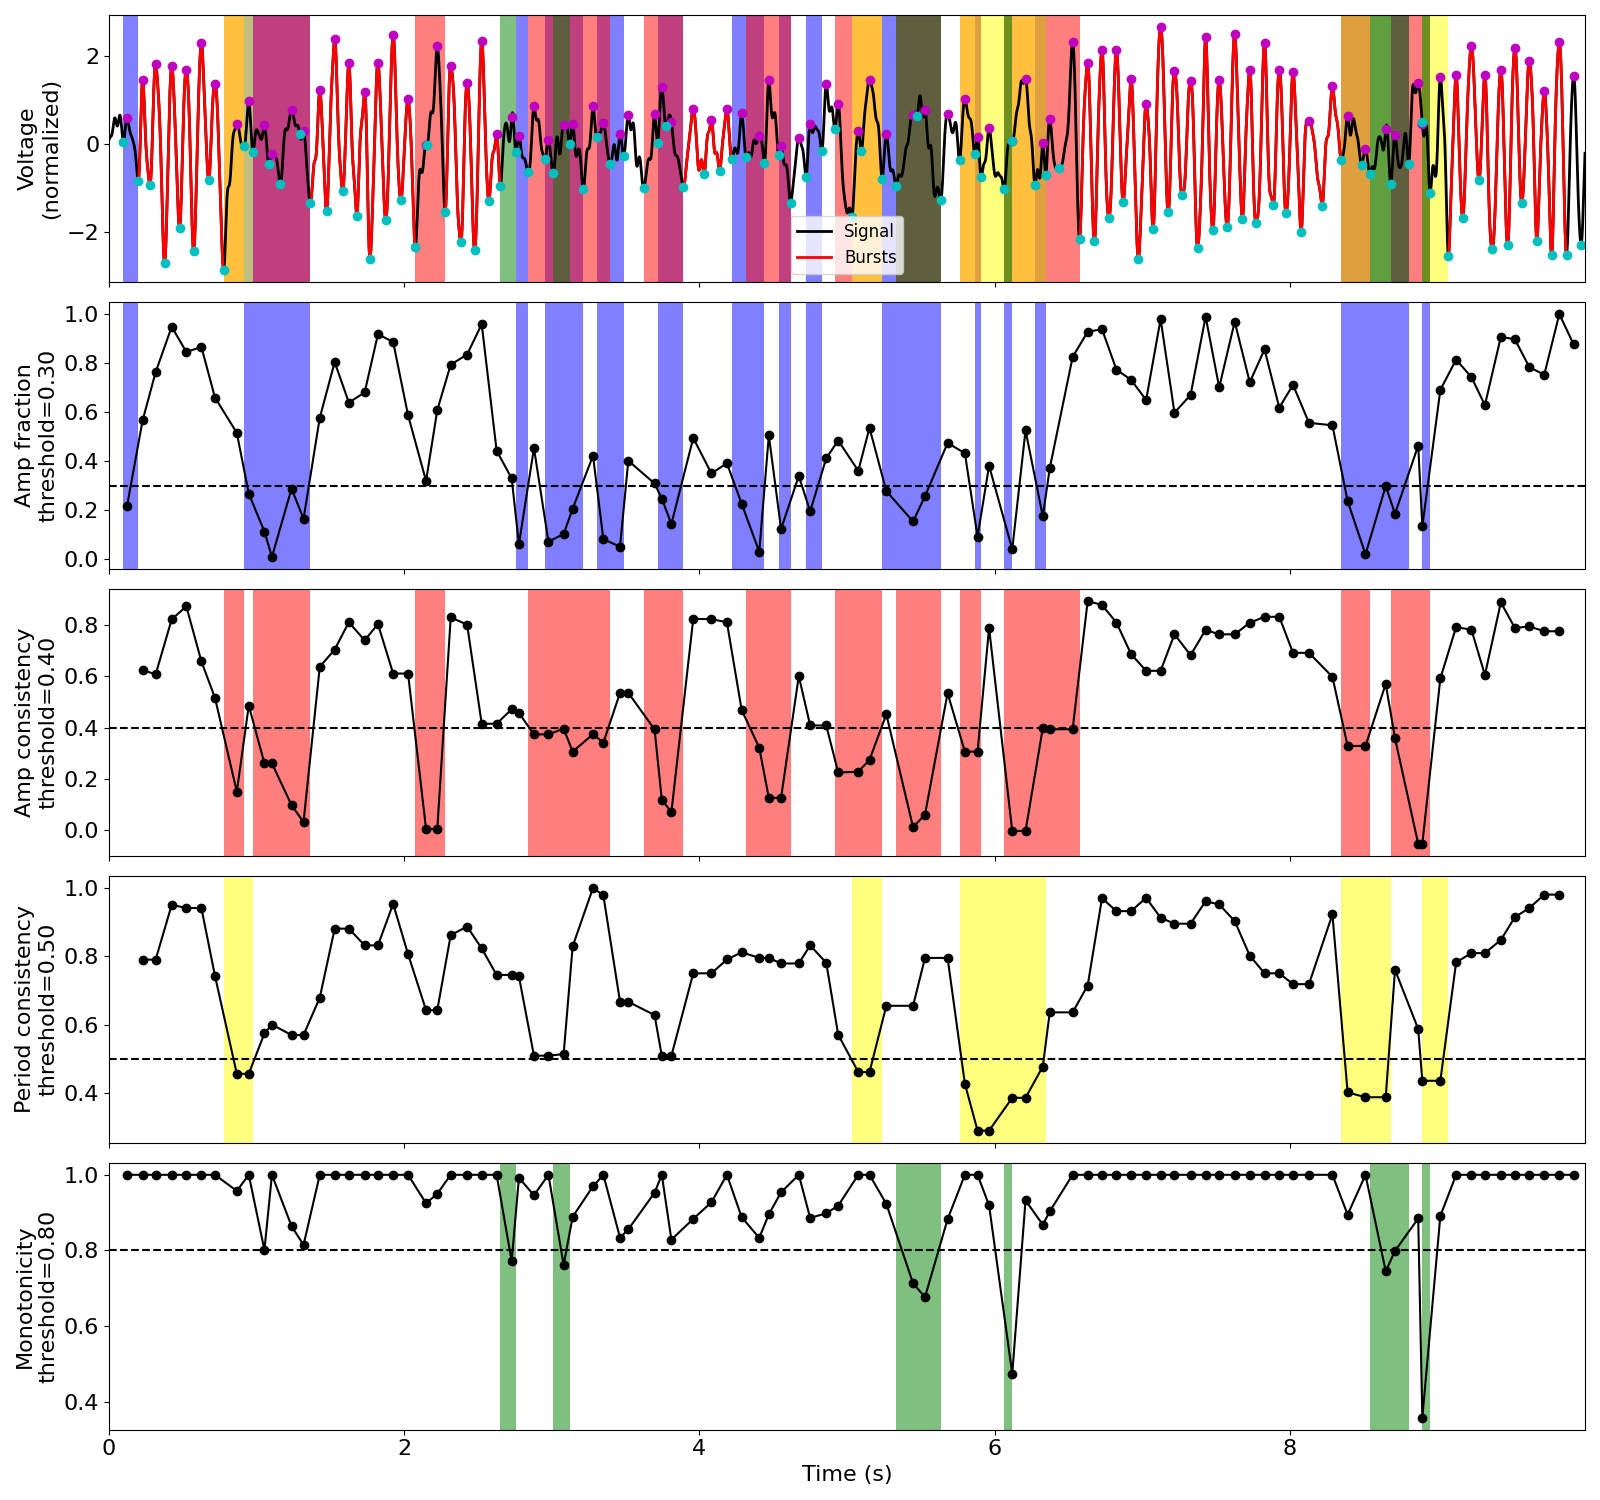 Voltage
(normalized)
2
0
−2
Signal
Bursts
Amp fraction
threshold=0.30
1.0
0.8
0.6
0.4
0.2
0.0
Amp consistency
threshold=0.40
0.8
0.6
0.4
0.2
0.0
Period consistency
threshold=0.50
1.0
0.8
0.6
0.4
Monotonicity
threshold=0.80
1.0
0.8
0.6
0.4
0 2 4 6 8
Time (s)